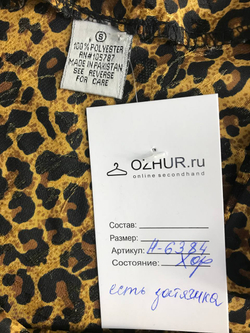 S
100% POLYESTER
RN#105787
MADE IN PAKISTAN
SEE REVERSE
FOR CARE
OZHUR.ru
online secondhand
Состав:
Размер:
Артикул: Н-6384
Состояние: хор
есть затяжка